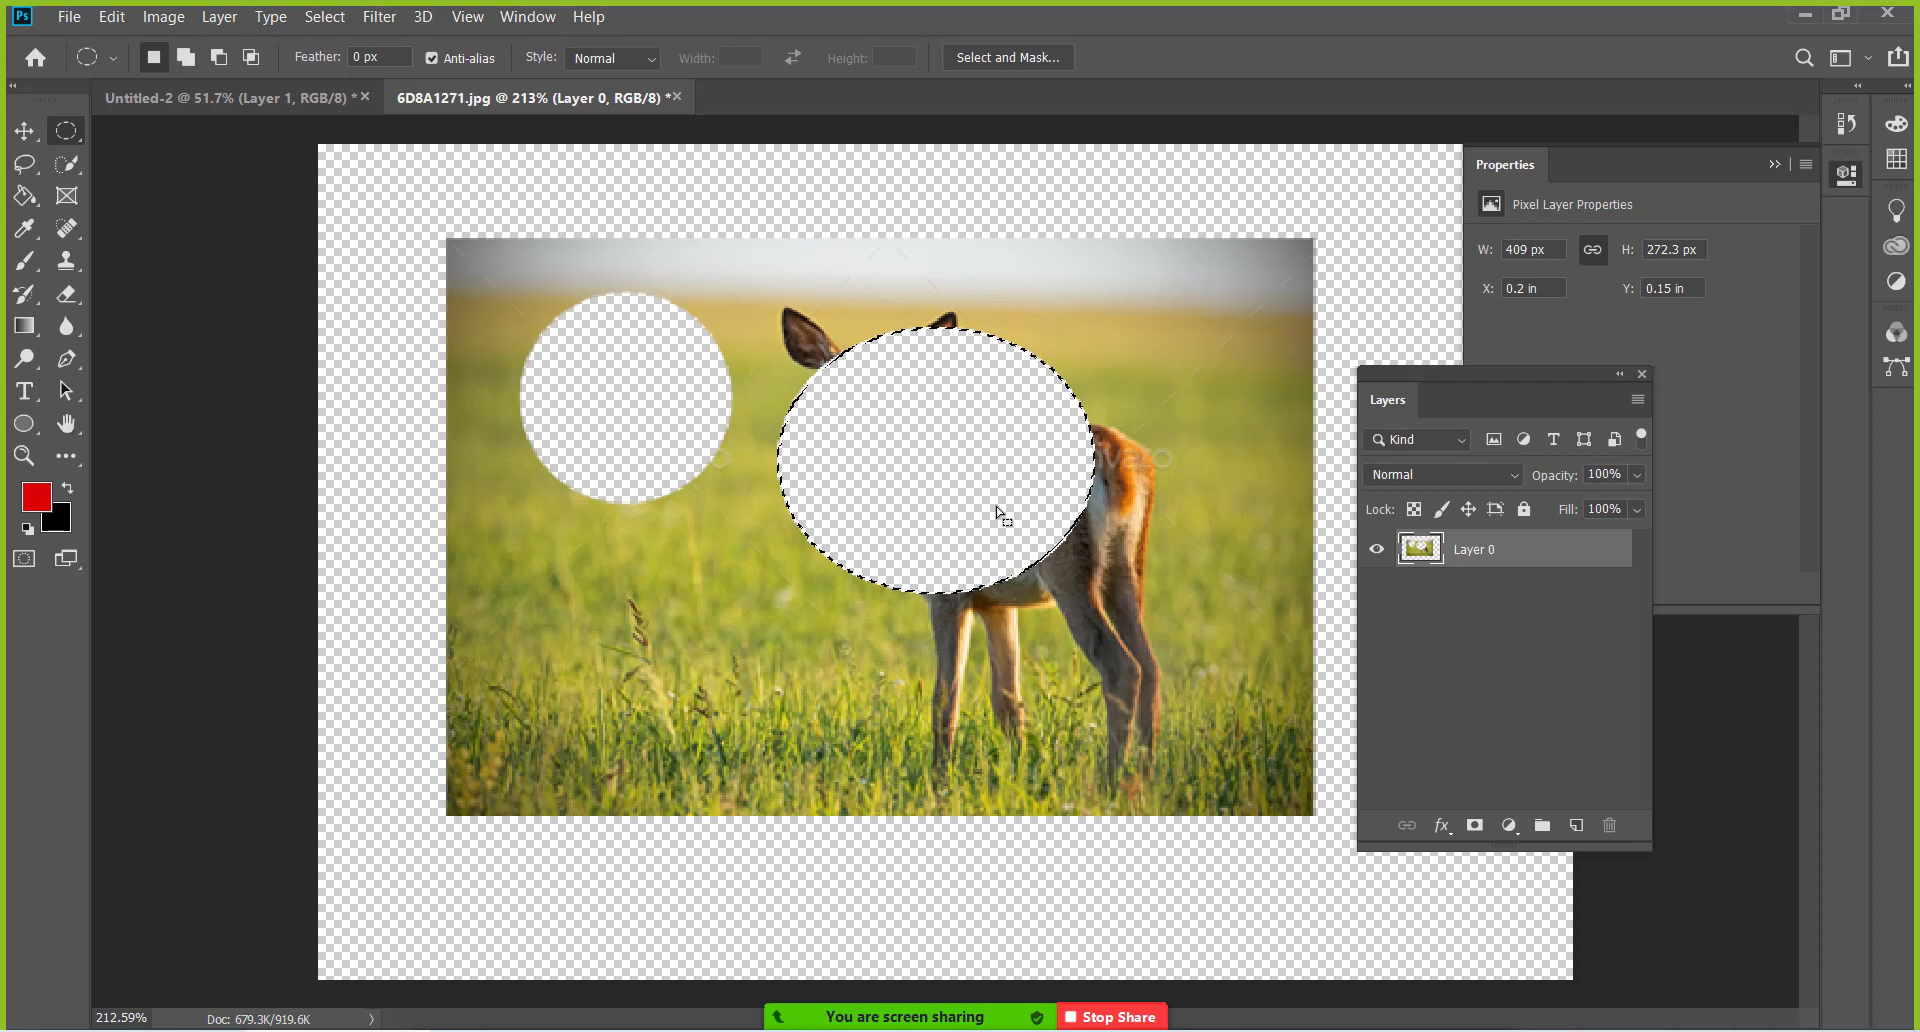 Ps File Edit Image Layer Type Select Filter 3D View Window Help
Feather: 0 px Anti-alias Style: Normal Width: Height: Select and Mask...
Untitled-2 @ 51.7% (Layer 1, RGB/8) * 6D8A1271.jpg @ 213% (Layer 0, RGB/8) *
Properties
Pixel Layer Properties
W: 409 px H: 272.3 px
X: 0.2 in Y: 0.15 in
Layers
Kind
Normal Opacity: 100%
Lock: Fill: 100%
Layer 0
fx
212.59% Doc: 679.3K/919.6K
You are screen sharing Stop Share